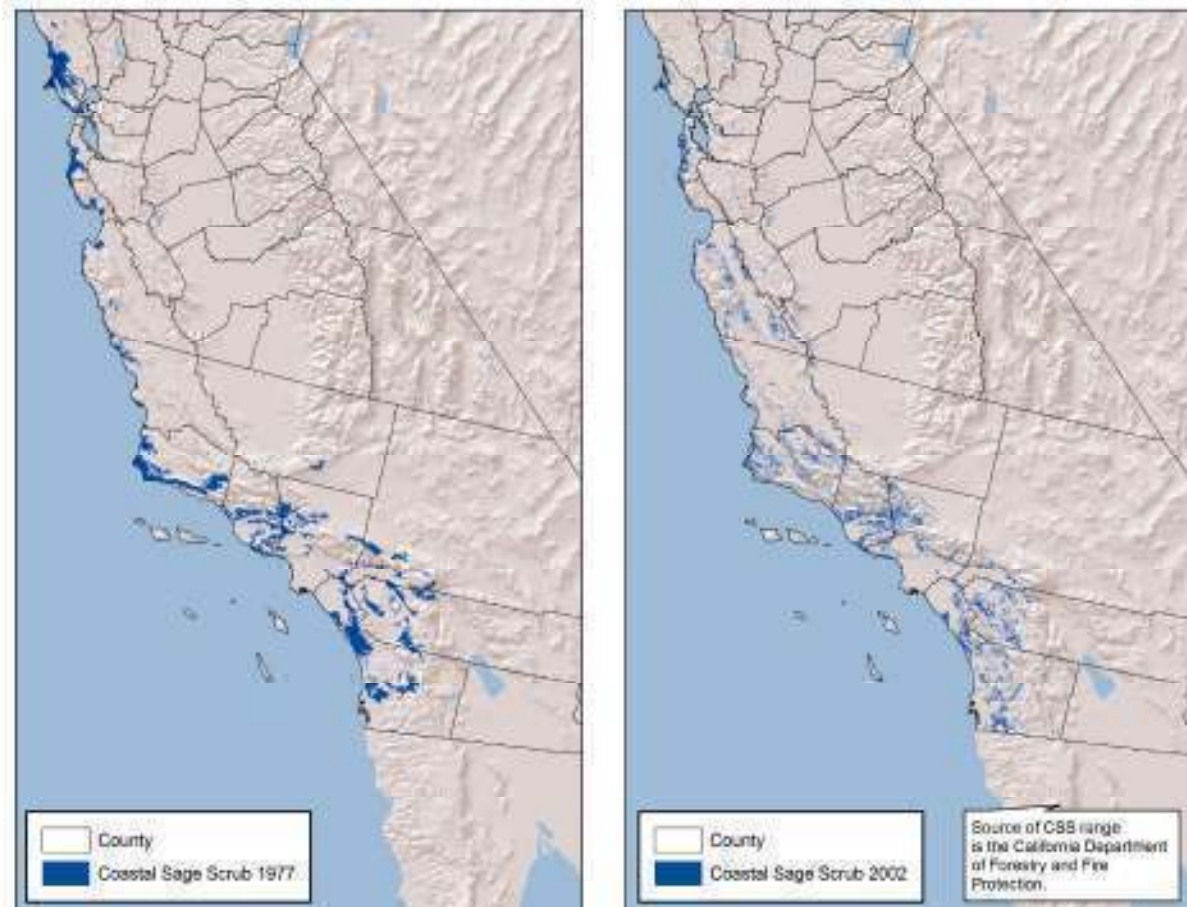 County
Coastal Sage Scrub 1977
County
Coastal Sage Scrub 2002
Source of CSS range
is the California Department
of Forestry and Fire
Protection.